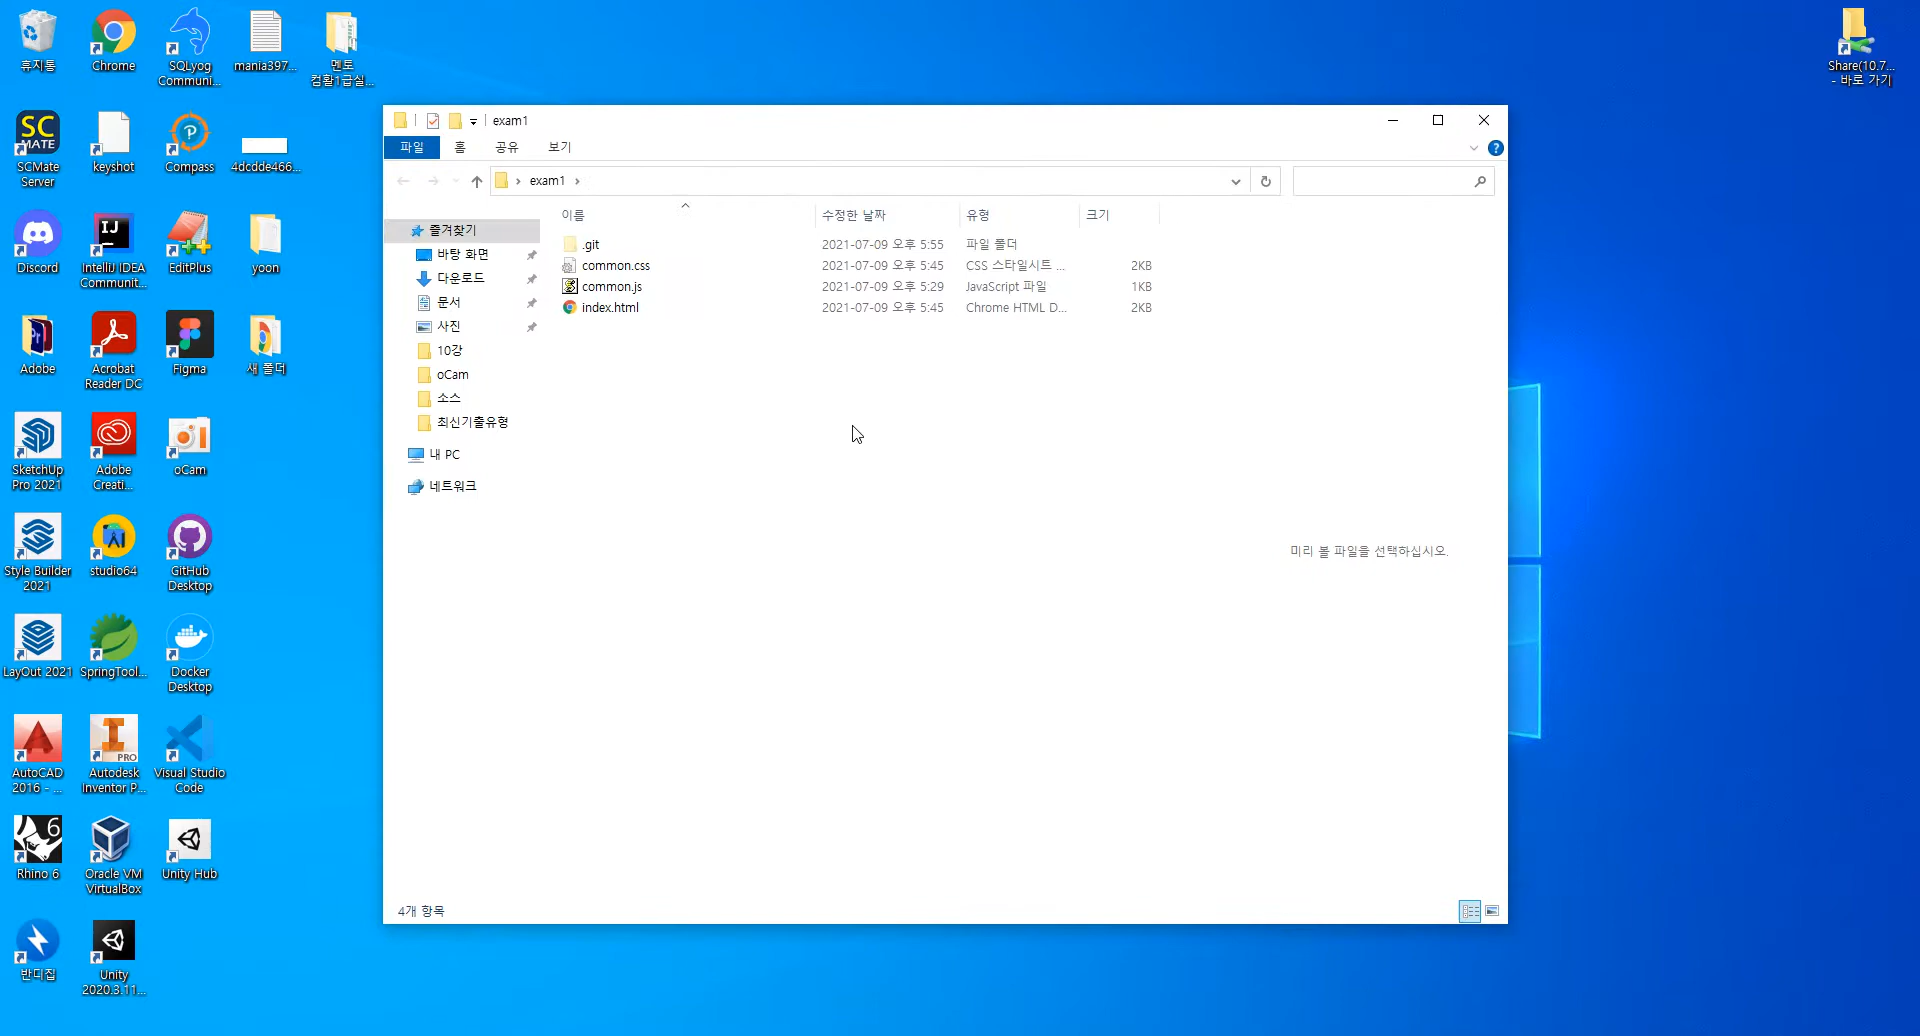 휴지통
Chrome
SQLyog
Communi...
mania397...
멘토
컴활1급실...
Share(10.7...
- 바로 가기
SC
MATE
SCMate
Server
keyshot
Compass
4dcdde466...
Discord
IJ
IntelliJ IDEA
Communit...
EditPlus
yoon
Adobe
Acrobat
Reader DC
Figma
새 폴더
SketchUp
Pro 2021
Adobe
Creati...
oCam
Style Builder
2021
studio64
GitHub
Desktop
LayOut 2021
SpringTool...
Docker
Desktop
AutoCAD
2016 - ...
PRO
Autodesk
Inventor P...
Visual Studio
Code
6
Rhino 6
Oracle VM
VirtualBox
Unity Hub
반디집
Unity
2020.3.11...
exam1
파일 홈 공유 보기
exam1
이름 수정한 날짜 유형 크기
.git 2021-07-09 오후 5:55 파일 폴더
common.css 2021-07-09 오후 5:45 CSS 스타일시트 ... 2KB
common.js 2021-07-09 오후 5:29 JavaScript 파일 1KB
index.html 2021-07-09 오후 5:45 Chrome HTML D... 2KB
즐겨찾기
바탕 화면
다운로드
문서
사진
10강
oCam
소스
최신기출유형
내 PC
네트워크
미리 볼 파일을 선택하십시오.
4개 항목